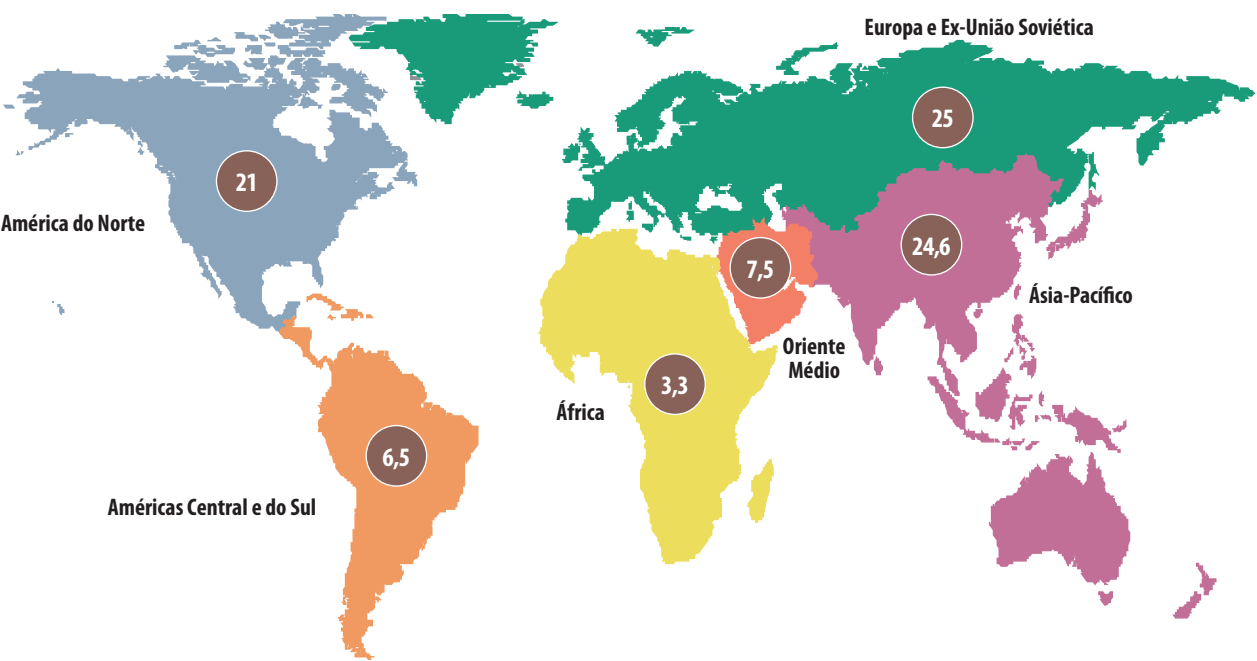 Europa e Ex-União Soviética
25
21
América do Norte
24,6
7,5
Ásia-Pacífico
Oriente
Médio
3,3
África
6,5
Américas Central e do Sul